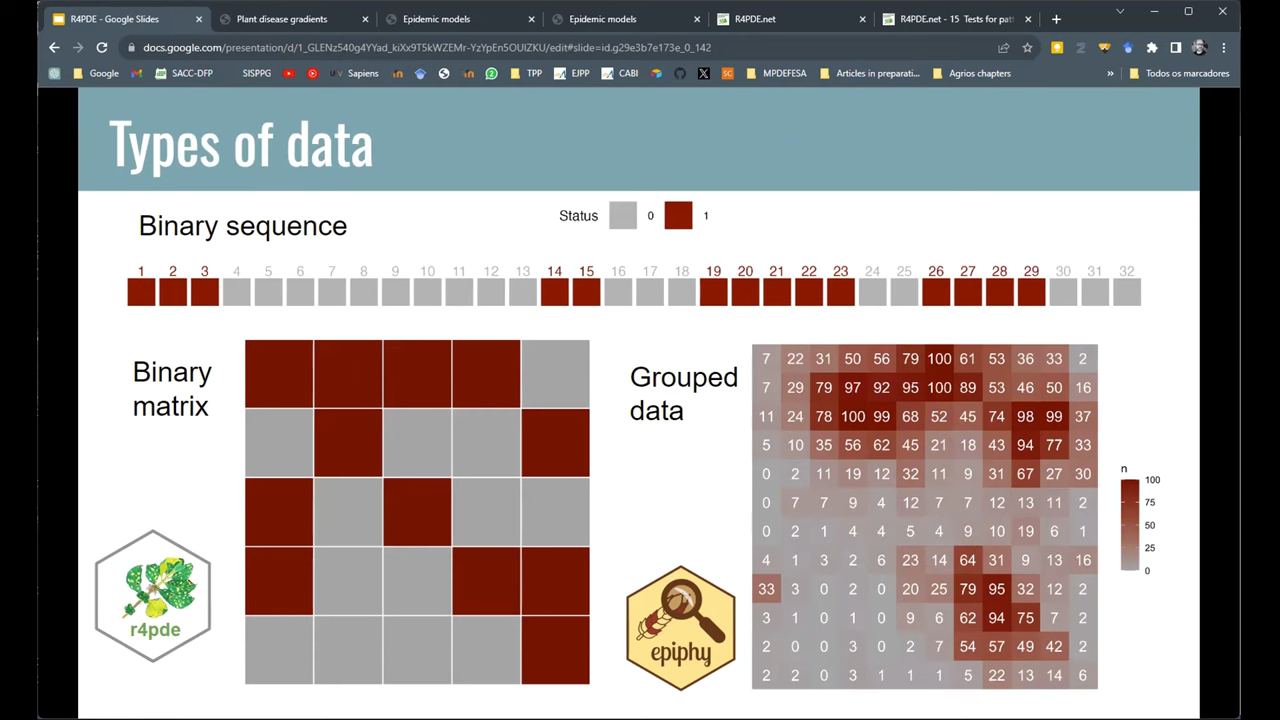 R4PDE - Google Slides
Plant disease gradients
Epidemic models
Epidemic models
R4PDE.net
R4PDE.net - 15 Tests for pat
docs.google.com/presentation/d/1_GLENz540g4YYad_kiXx9T5kWZEMr-YzYpEn5OUIZKU/edit#slide=id.g29e3b7e173e_0_142
Google
SACC-DFP
SISPPG
Sapiens
TPP
EJPP
CABI
MPDEFESA
Articles in preparati...
Agrios chapters
»
Todos os marcadores
Types of data
Binary sequence
Status 0 1
1 2 3 4 5 6 7 8 9 10 11 12 13 14 15 16 17 18 19 20 21 22 23 24 25 26 27 28 29 30 31 32
Binary
matrix
r4pde
Grouped
data
epiphy
7 22 31 50 56 79 100 61 53 36 33 2
7 29 79 97 92 95 100 89 53 46 50 16
11 24 78 100 99 68 52 45 74 98 99 37
5 10 35 56 62 45 21 18 43 94 77 33
0 2 11 19 12 32 11 9 31 67 27 30
0 7 7 9 4 12 7 7 12 13 11 2
0 2 1 4 4 5 4 9 10 19 6 1
4 1 3 2 6 23 14 64 31 9 13 16
33 3 0 2 0 20 25 79 95 32 12 2
3 1 0 1 0 9 6 62 94 75 7 2
2 0 0 3 0 2 7 54 57 49 42 2
2 2 0 3 1 1 1 5 22 13 14 6
n
100
75
50
25
0